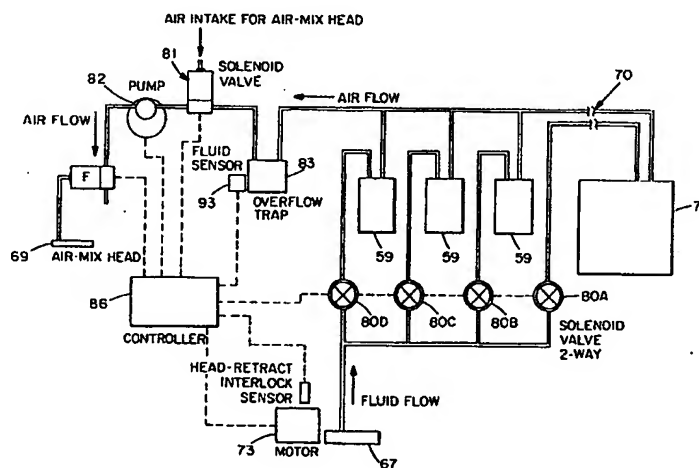 AIR INTAKE FOR AIR-MIX HEAD
81
SOLENOID
VALVE
82
PUMP
70
AIR FLOW
AIR FLOW
FLUID
SENSOR
83
F
93
OVERFLOW
TRAP
7
59
59
59
69
AIR-MIX HEAD
86
80D
80C
80B
80A
CONTROLLER
SOLENOID
VALVE
2-WAY
HEAD-RETRACT
INTERLOCK
SENSOR
FLUID FLOW
73
MOTOR
67